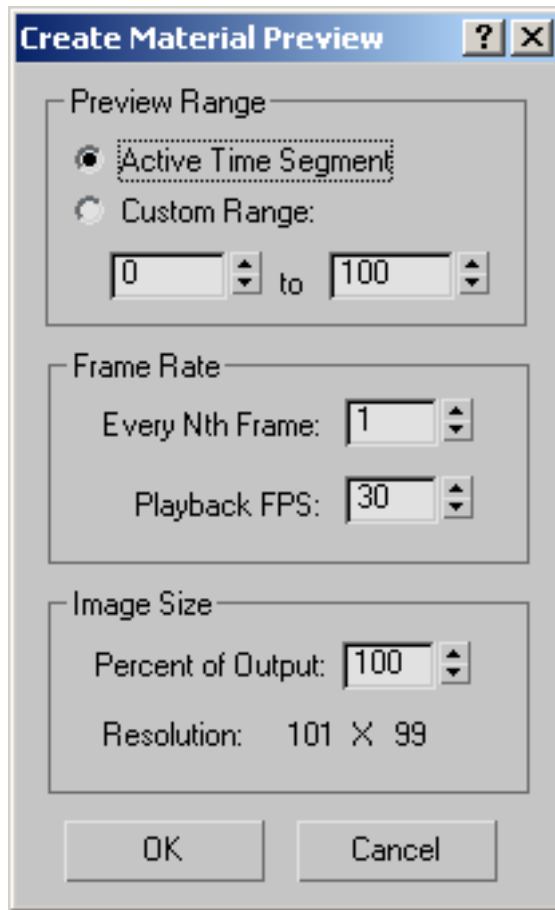 Create Material Preview ? X
Preview Range
Active Time Segment
Custom Range:
0 to 100
Frame Rate
Every Nth Frame: 1
Playback FPS: 30
Image Size
Percent of Output: 100
Resolution: 101 X 99
OK Cancel